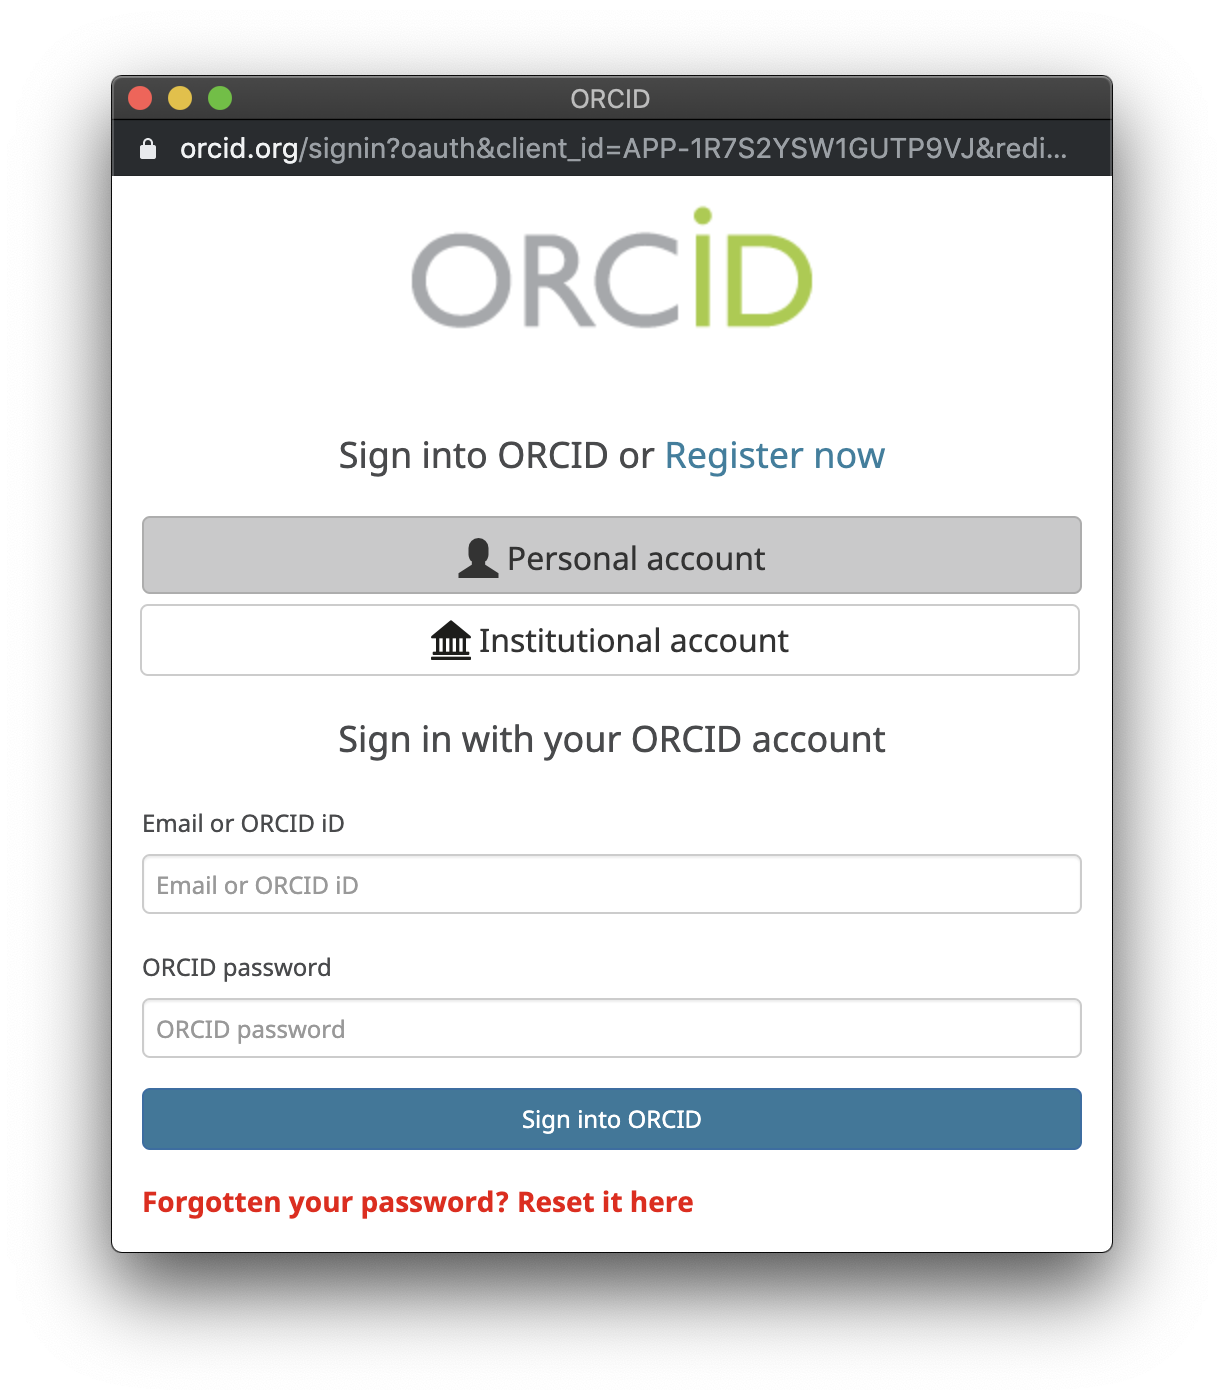 ORCID
orcid.org/signin?oauth&client_id=APP-1R7S2YSW1GUTP9VJ&redi...
ORCiD
Sign into ORCID or Register now
Personal account
Institutional account
Sign in with your ORCID account
Email or ORCID iD
Email or ORCID iD
ORCID password
ORCID password
Sign into ORCID
Forgotten your password? Reset it here